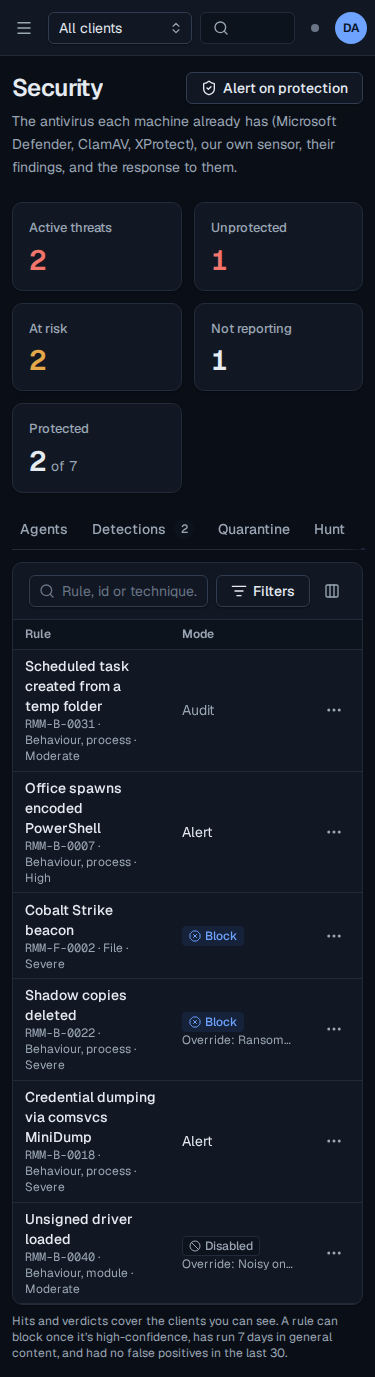 All clients
DA
Security
Alert on protection
The antivirus each machine already has (Microsoft
Defender, ClamAV, XProtect), our own sensor, their
findings, and the response to them.
Active threats
2
Unprotected
1
At risk
2
Not reporting
1
Protected
2 of 7
Agents Detections 2 Quarantine Hunt
Rule, id or technique.
Filters
Rule Mode
Scheduled task
created from a
temp folder
RMM-B-0031 ·
Behaviour, process ·
Moderate
Audit
Office spawns
encoded
PowerShell
RMM-B-0007 ·
Behaviour, process ·
High
Alert
Cobalt Strike
beacon
RMM-F-0002 · File ·
Severe
Block
Shadow copies
deleted
RMM-B-0022 ·
Behaviour, process ·
Severe
Block
Override: Ransom…
Credential dumping
via comsvcs
MiniDump
RMM-B-0018 ·
Behaviour, process ·
Severe
Alert
Unsigned driver
loaded
RMM-B-0040 ·
Behaviour, module ·
Moderate
Disabled
Override: Noisy on…
Hits and verdicts cover the clients you can see. A rule can
block once it's high-confidence, has run 7 days in general
content, and had no false positives in the last 30.